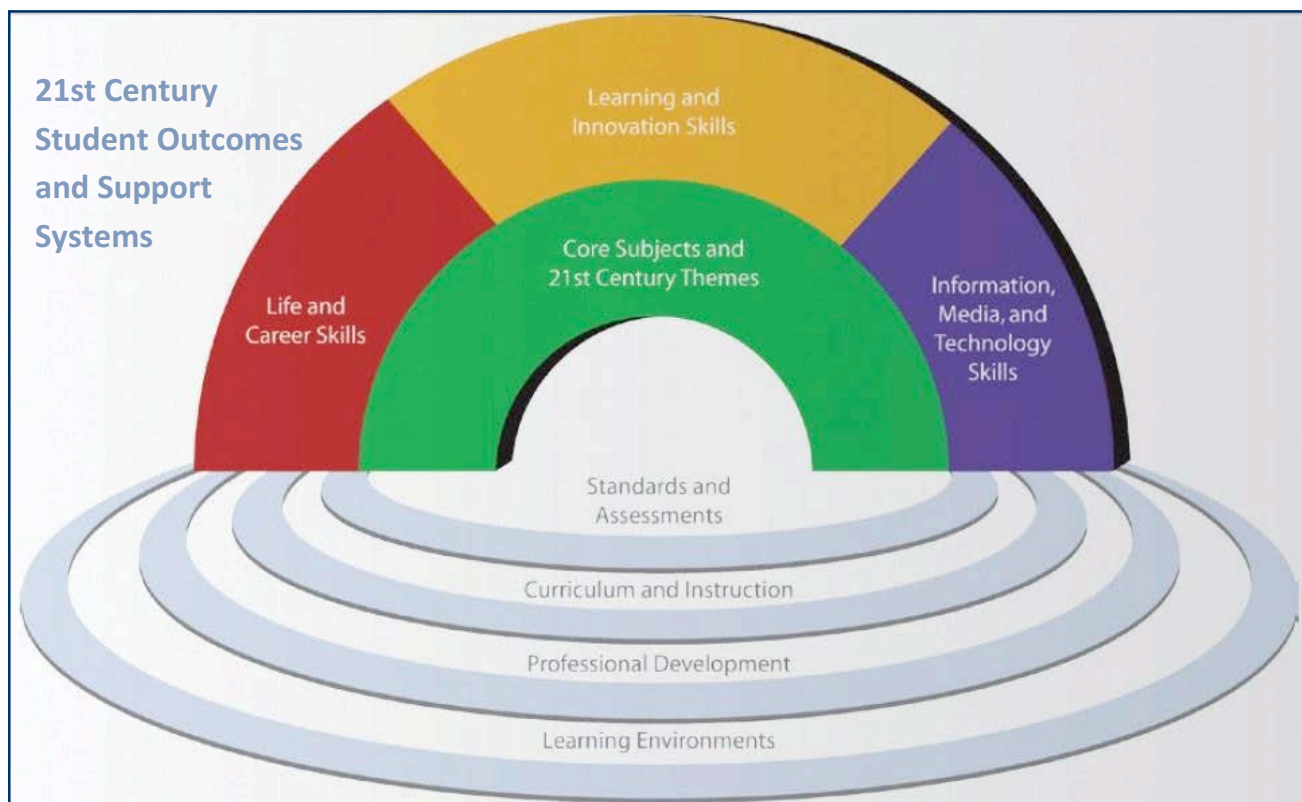 21st Century
Student Outcomes
and Support
Systems
Learning and
Innovation Skills
Core Subjects and
21st Century Themes
Life and
Career Skills
Information,
Media, and
Technology
Skills
Standards and
Assessments
Curriculum and Instruction
Professional Development
Learning Environments